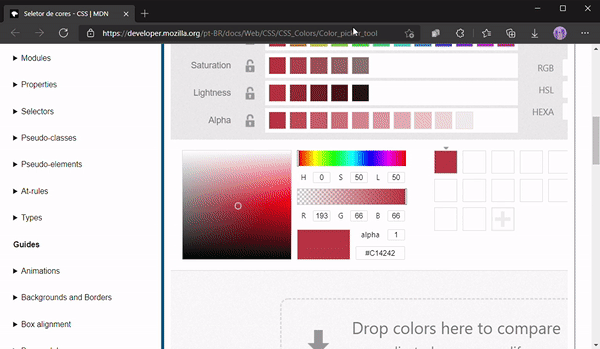 Seletor de cores - CSS | MDN
https://developer.mozilla.org/pt-BR/docs/Web/CSS/CSS_Colors/Color_picker_tool
Modules
Properties
Selectors
Pseudo-classes
Pseudo-elements
At-rules
Types
Guides
Animations
Backgrounds and Borders
Box alignment
Saturation
Lightness
Alpha
RGB
HSL
HEXA
H 0 S 50 L 50
R 193 G 66 B 66
alpha 1
#C14242
Drop colors here to compare